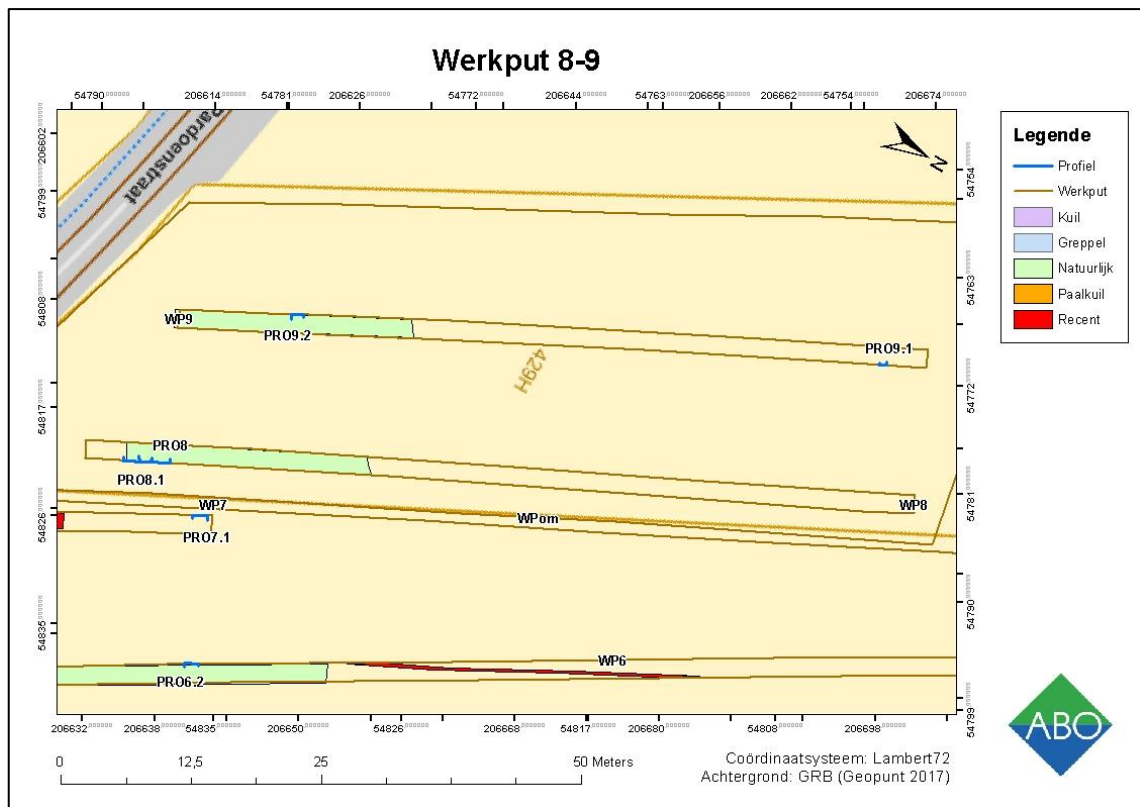 Werkput 8-9
54790 206614 54781 206626 54772 206644 54763 206656 206662 54754 206674
206602
54799
54808
54817
54826
54835
Pardoenstraat
N
WP9
PRO9.2
PRO9.1
429H
PRO8
PRO8.1
WP8
WP7
WPom
PRO7.1
WP6
PRO6.2
54754
54763
54772
54781
54790
54799
206632 206638 54835 206650 54826 206668 54817 206680 54808 206698
0 12,5 25 50 Meters
Coördinaatsysteem: Lambert72
Achtergrond: GRB (Geopunt 2017)
Legende
Profiel
Werkput
Kuil
Greppel
Natuurlijk
Paalkuil
Recent
ABO